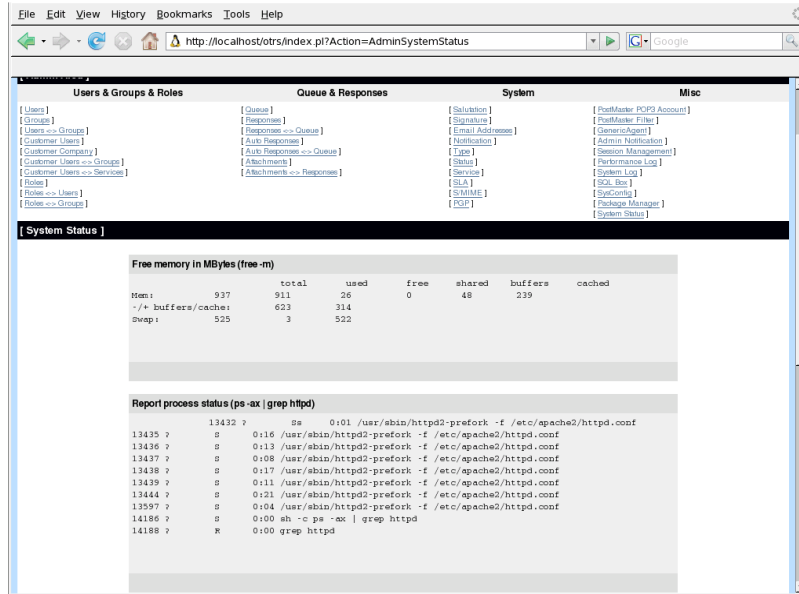 File Edit View History Bookmarks Tools Help
http://localhost/otrs/index.pl?Action=AdminSystemStatus
G Google
Users & Groups & Roles Queue & Responses System Misc
[ Users ] [ Queue ] [ Salutation ] [ PostMaster POP3 Account ]
[ Groups ] [ Responses ] [ Signature ] [ PostMaster Filter ]
[ Users <-> Groups ] [ Responses <-> Queue ] [ Email Addresses ] [ GenericAgent ]
[ Customer Users ] [ Auto Responses ] [ Notification ] [ Admin Notification ]
[ Customer Company ] [ Auto Responses <-> Queue ] [ Type ] [ Session Management ]
[ Customer Users <-> Groups ] [ Attachments ] [ Status ] [ Performance Log ]
[ Customer Users <-> Services ] [ Attachments <-> Responses ] [ Service ] [ System Log ]
[ Roles ] [ SLA ] [ SQL Box ]
[ Roles <-> Users ] [ S/MIME ] [ SysConfig ]
[ Roles <-> Groups ] [ PGP ] [ Package Manager ]
[ System Status ]
[ System Status ]
Free memory in MBytes (free -m)
total used free shared buffers cached
Mem: 937 911 26 0 48 239
-/+ buffers/cache: 623 314
Swap: 525 3 522
Report process status (ps -ax | grep httpd)
13432 ? Ss 0:01 /usr/sbin/httpd2-prefork -f /etc/apache2/httpd.conf
13435 ? S 0:16 /usr/sbin/httpd2-prefork -f /etc/apache2/httpd.conf
13436 ? S 0:13 /usr/sbin/httpd2-prefork -f /etc/apache2/httpd.conf
13437 ? S 0:08 /usr/sbin/httpd2-prefork -f /etc/apache2/httpd.conf
13438 ? S 0:17 /usr/sbin/httpd2-prefork -f /etc/apache2/httpd.conf
13439 ? S 0:11 /usr/sbin/httpd2-prefork -f /etc/apache2/httpd.conf
13444 ? S 0:21 /usr/sbin/httpd2-prefork -f /etc/apache2/httpd.conf
13597 ? S 0:04 /usr/sbin/httpd2-prefork -f /etc/apache2/httpd.conf
14186 ? S 0:00 sh -c ps -ax | grep httpd
14188 ? R 0:00 grep httpd